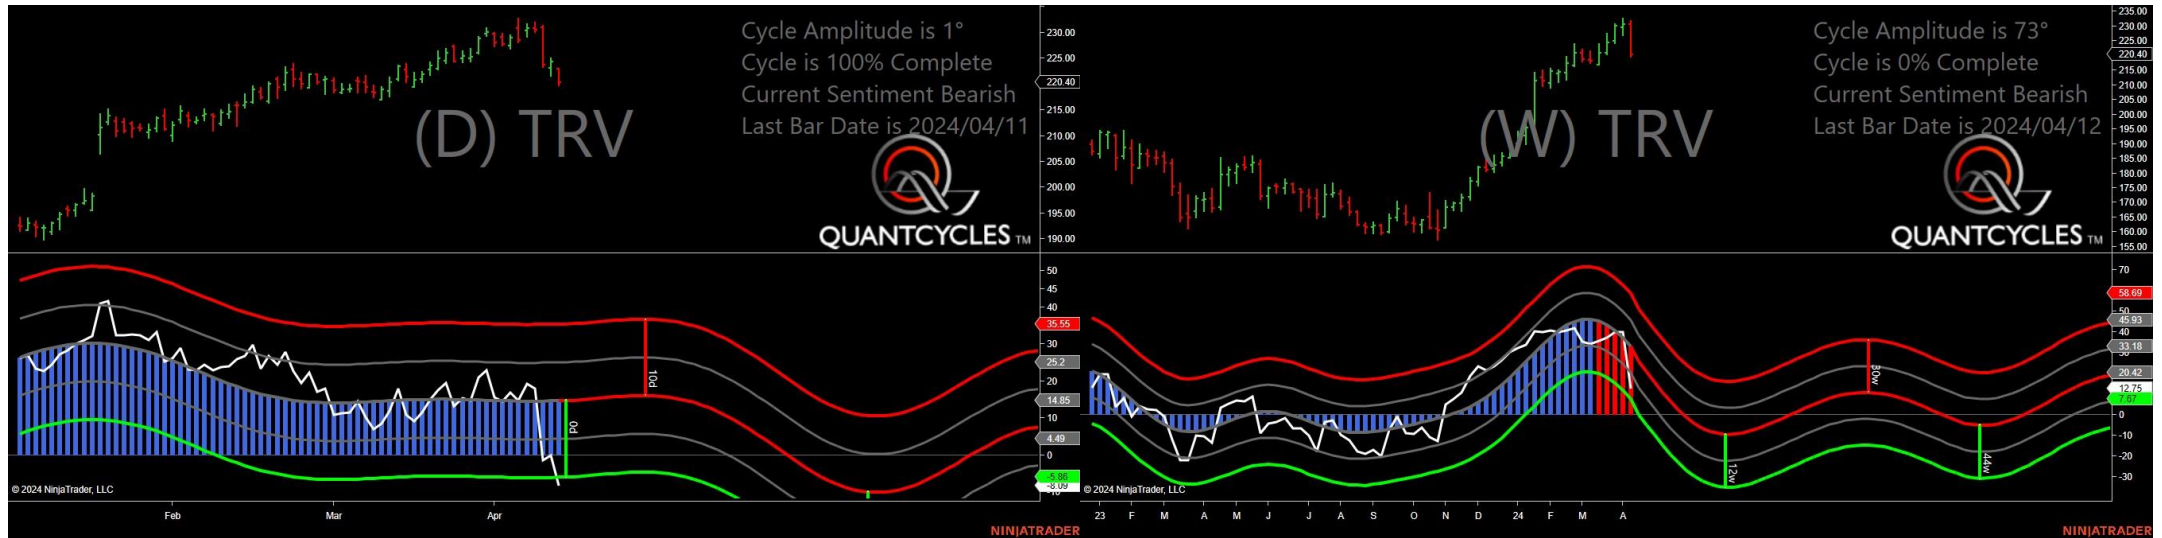 Cycle Amplitude is 1°
Cycle is 100% Complete
Current Sentiment Bearish
Last Bar Date is 2024/04/11
(D) TRV
QUANTCYCLES TM
230.00
225.00
220.40
215.00
210.00
205.00
200.00
195.00
190.00
50
45
40
35.55
30
25.2
20
14.85
10
4.49
0
-5.86
-8.09
10d
0d
© 2024 NinjaTrader, LLC
Feb Mar Apr
NINJATRADER
Cycle Amplitude is 73°
Cycle is 0% Complete
Current Sentiment Bearish
Last Bar Date is 2024/04/12
(W) TRV
QUANTCYCLES TM
235.00
230.00
225.00
220.40
215.00
210.00
205.00
200.00
195.00
190.00
185.00
180.00
175.00
170.00
165.00
160.00
155.00
70
58.69
50
45.93
40
33.18
20.42
12.75
7.67
0
-10
-20
-30
12w
30w
44w
© 2024 NinjaTrader, LLC
23 F M A M J J A S O N D 24 F M A
NINJATRADER